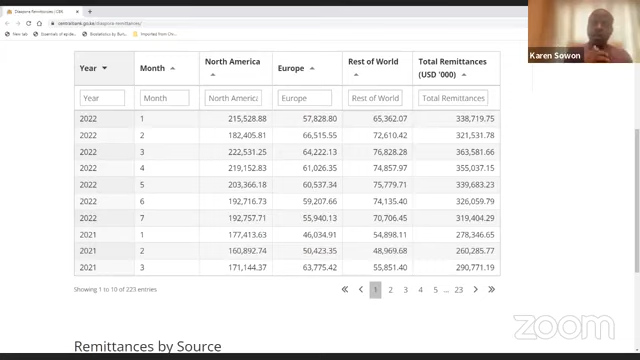 Diaspora Remittances | CBK
centralbank.go.ke/diaspora-remittances/
New tab
Essentials of epide...
Biostatistics by Bum...
Imported from Chr...
Karen Sowon
Year Month North America Europe Rest of World Total Remittances (USD '000)
Year Month North America Europe Rest of World Total Remittances
2022 1 215,528.88 57,828.80 65,362.07 338,719.75
2022 2 182,405.81 66,515.55 72,610.42 321,531.78
2022 3 222,531.25 64,222.13 76,828.28 363,581.66
2022 4 219,152.83 61,026.35 74,857.97 355,037.15
2022 5 203,366.18 60,537.34 75,779.71 339,683.23
2022 6 192,716.73 59,207.66 74,135.40 326,059.79
2022 7 192,757.71 55,940.13 70,706.45 319,404.29
2021 1 177,413.63 46,034.91 54,898.11 278,346.65
2021 2 160,892.74 50,423.35 48,969.68 260,285.77
2021 3 171,144.37 63,775.42 55,851.40 290,771.19
Showing 1 to 10 of 223 entries
1 2 3 4 5 ... 23
zoom
Remittances by Source